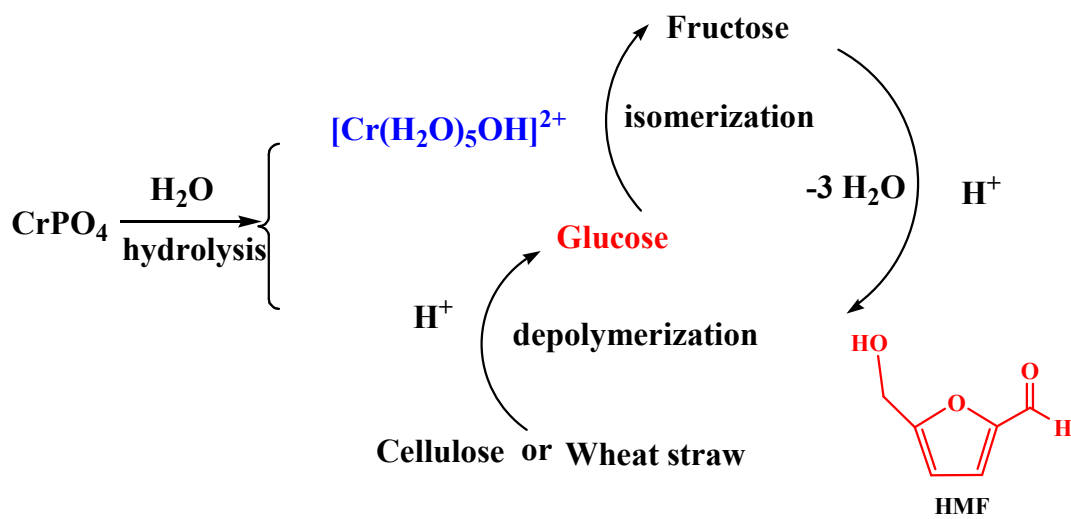 Fructose
[Cr(H₂O)₅OH]²⁺
isomerization
H₂O
CrPO₄
hydrolysis
-3 H₂O
H⁺
Glucose
H⁺
depolymerization
Cellulose or Wheat straw
HO
O
O
H
HMF